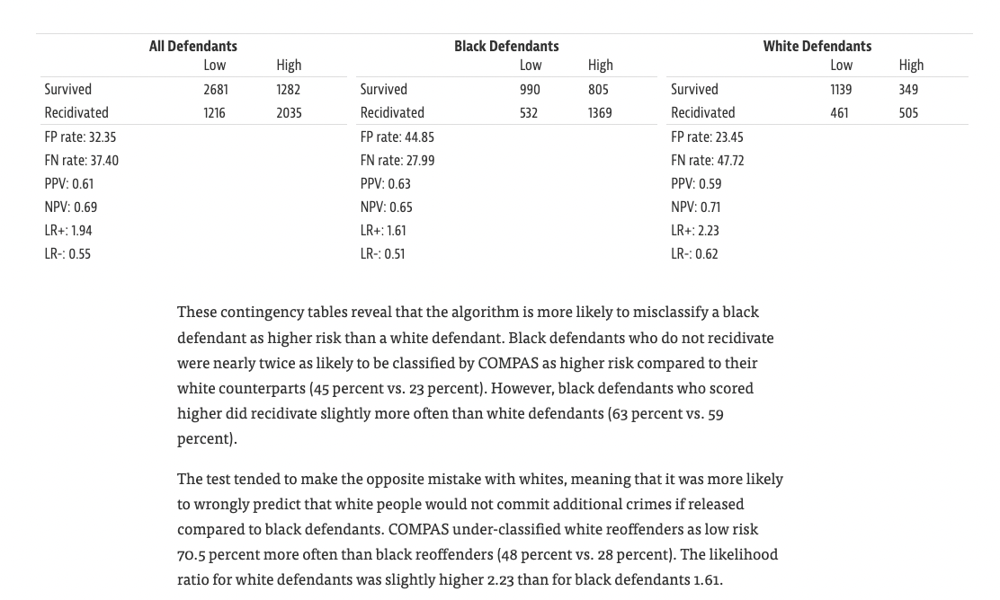 All Defendants Black Defendants White Defendants
Low High Low High Low High
Survived 2681 1282 Survived 990 805 Survived 1139 349
Recidivated 1216 2035 Recidivated 532 1369 Recidivated 461 505
FP rate: 32.35 FP rate: 44.85 FP rate: 23.45
FN rate: 37.40 FN rate: 27.99 FN rate: 47.72
PPV: 0.61 PPV: 0.63 PPV: 0.59
NPV: 0.69 NPV: 0.65 NPV: 0.71
LR+: 1.94 LR+: 1.61 LR+: 2.23
LR-: 0.55 LR-: 0.51 LR-: 0.62
These contingency tables reveal that the algorithm is more likely to misclassify a black
defendant as higher risk than a white defendant. Black defendants who do not recidivate
were nearly twice as likely to be classified by COMPAS as higher risk compared to their
white counterparts (45 percent vs. 23 percent). However, black defendants who scored
higher did recidivate slightly more often than white defendants (63 percent vs. 59
percent).
The test tended to make the opposite mistake with whites, meaning that it was more likely
to wrongly predict that white people would not commit additional crimes if released
compared to black defendants. COMPAS under-classified white reoffenders as low risk
70.5 percent more often than black reoffenders (48 percent vs. 28 percent). The likelihood
ratio for white defendants was slightly higher 2.23 than for black defendants 1.61.